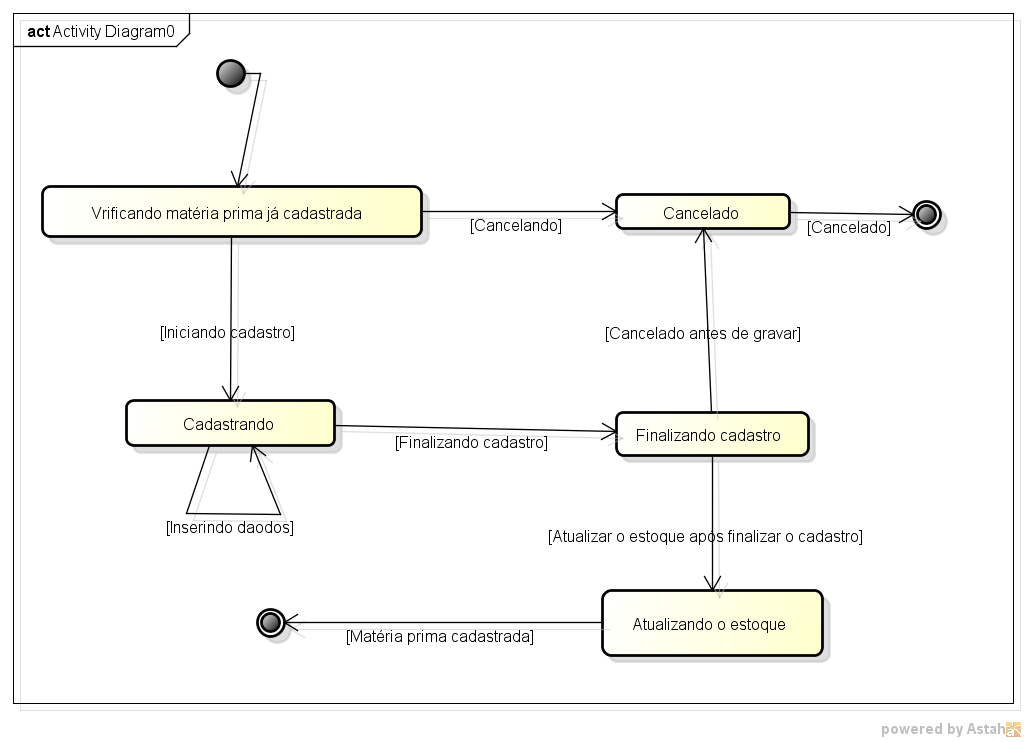 act Activity Diagram0
Vrificando matéria prima já cadastrada
[Cancelando]
Cancelado
[Cancelado]
[Iniciando cadastro]
[Cancelado antes de gravar]
Cadastrando
[Finalizando cadastro]
Finalizando cadastro
[Inserindo daodos]
[Atualizar o estoque após finalizar o cadastro]
Atualizando o estoque
[Matéria prima cadastrada]
powered by Astah